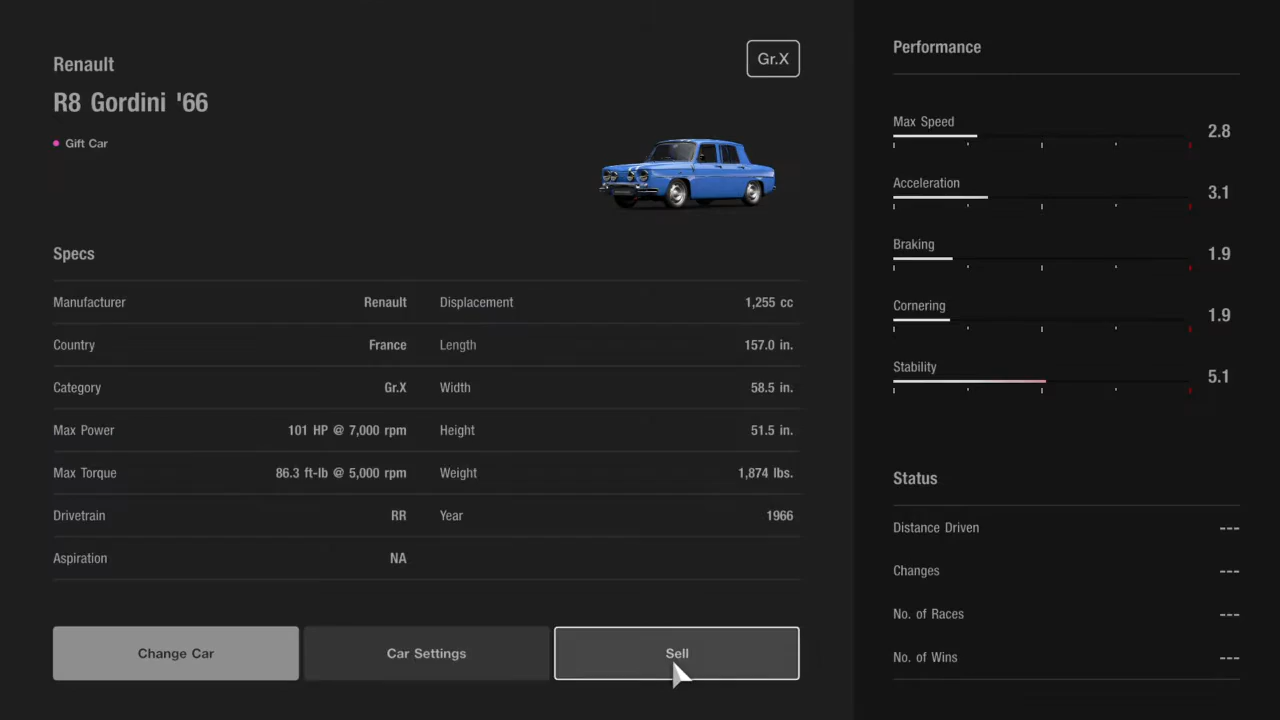 Renault
R8 Gordini '66
Gift Car
Gr.X
Specs
Manufacturer Renault
Country France
Category Gr.X
Max Power 101 HP @ 7,000 rpm
Max Torque 86.3 ft-lb @ 5,000 rpm
Drivetrain RR
Aspiration NA
Displacement 1,255 cc
Length 157.0 in.
Width 58.5 in.
Height 51.5 in.
Weight 1,874 lbs.
Year 1966
Change Car
Car Settings
Sell
Performance
Max Speed 2.8
Acceleration 3.1
Braking 1.9
Cornering 1.9
Stability 5.1
Status
Distance Driven ---
Changes ---
No. of Races ---
No. of Wins ---